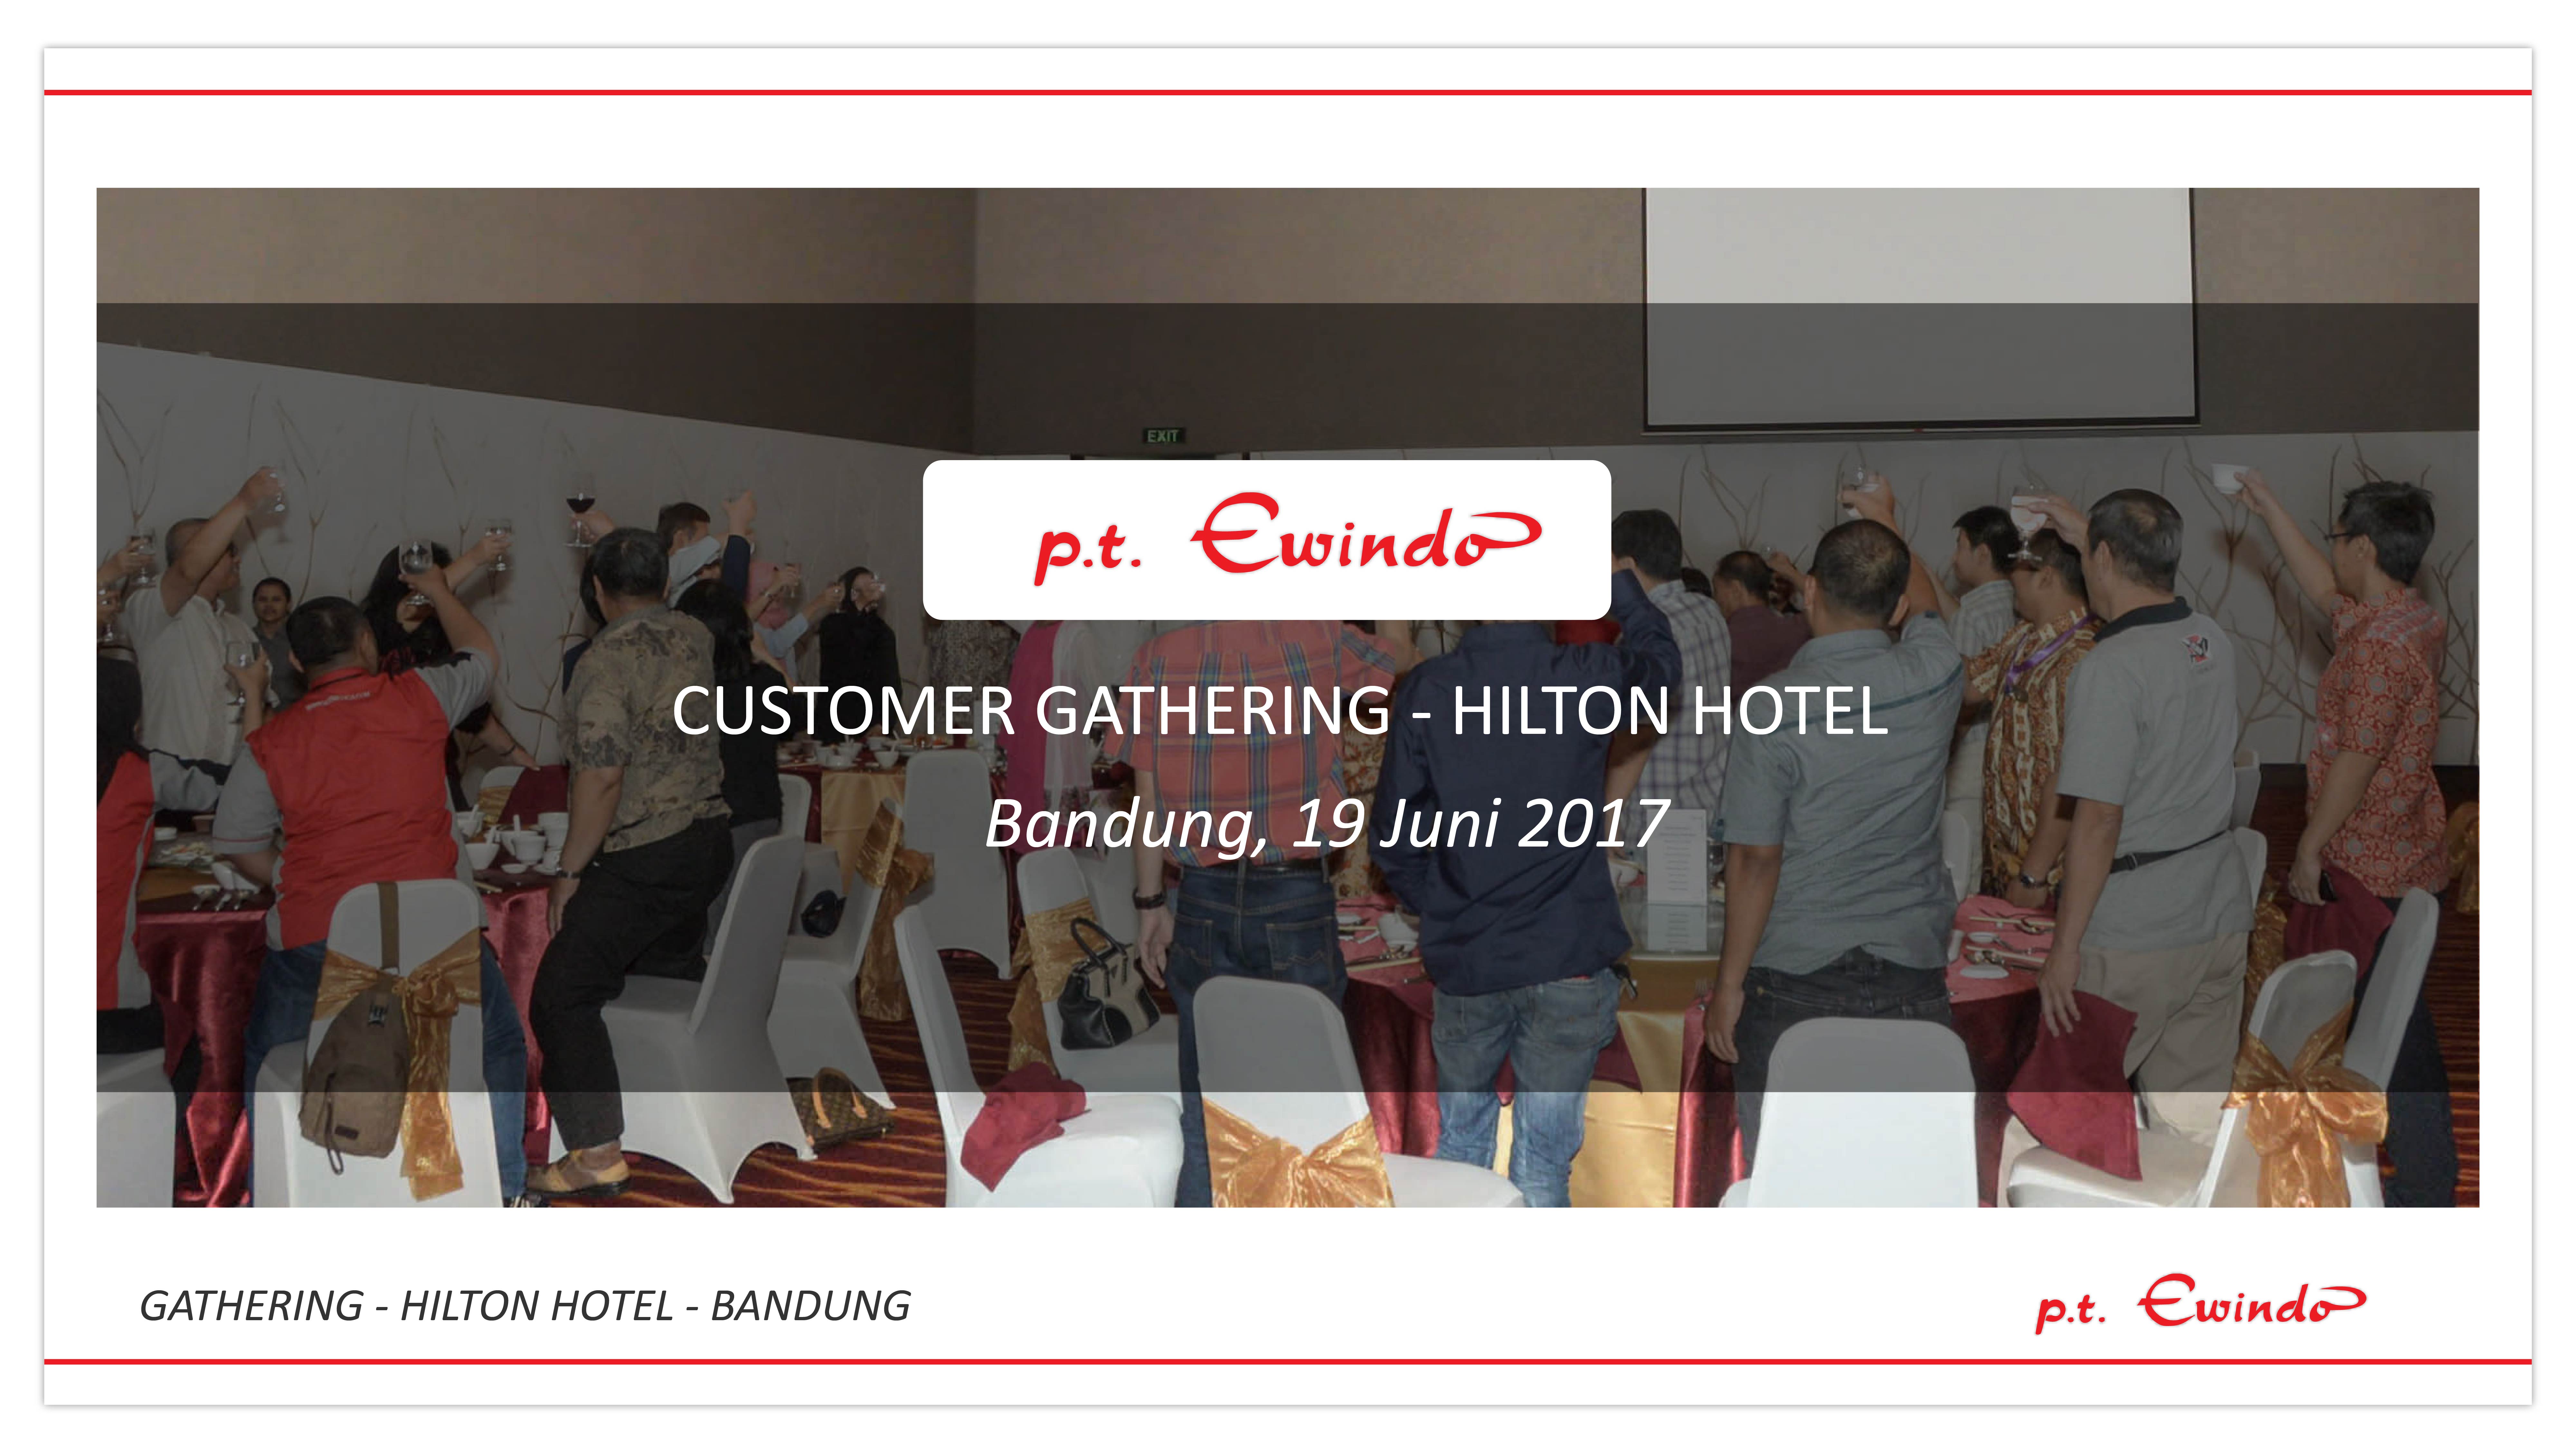 EXIT
p.t. Ewindo
CUSTOMER GATHERING - HILTON HOTEL
Bandung, 19 Juni 2017
GATHERING - HILTON HOTEL - BANDUNG
p.t. Ewindo